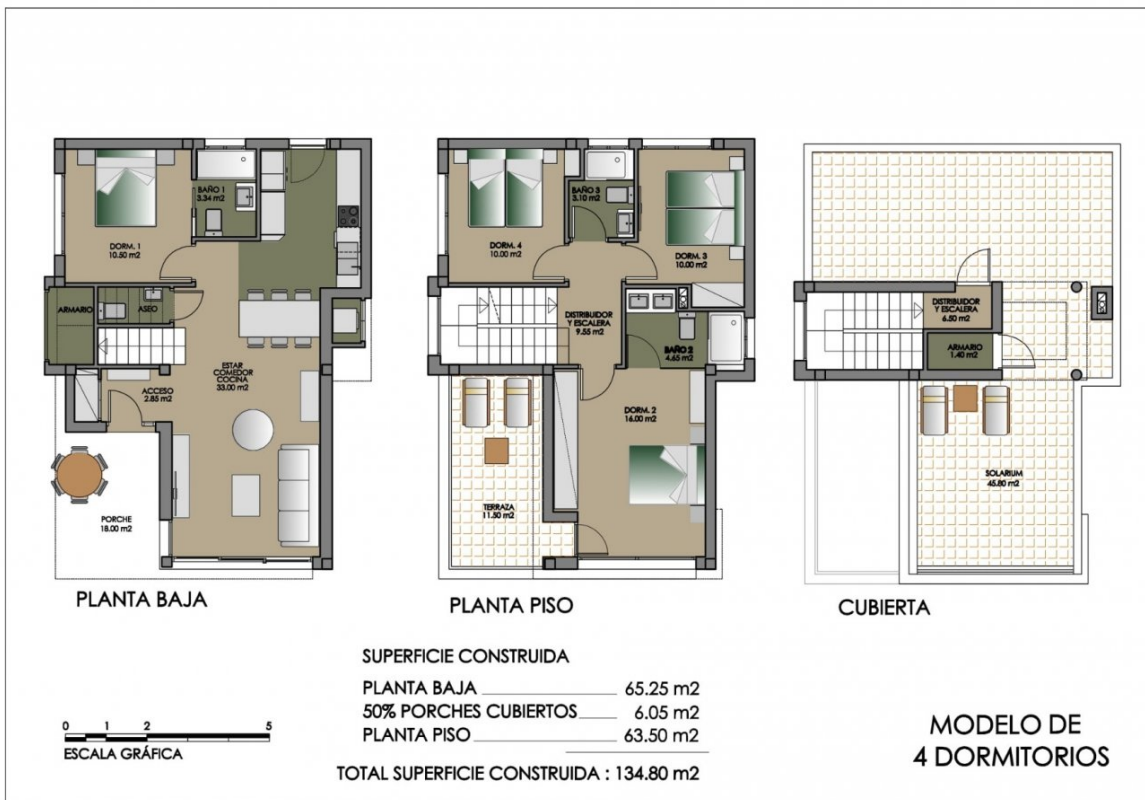 DORM. 1
10.50 m2
BAÑO 1
3.34 m2
ARMARIO
ASEO
ESTAR
COMEDOR
COCINA
33.00 m2
ACCESO
2.85 m2
PORCHE
18.00 m2
PLANTA BAJA
DORM. 4
10.00 m2
BAÑO 3
3.10 m2
DORM. 3
10.00 m2
DISTRIBUIDOR
Y ESCALERA
9.55 m2
BAÑO 2
4.65 m2
DORM. 2
16.00 m2
TERRAZA
11.50 m2
PLANTA PISO
DISTRIBUIDOR
Y ESCALERA
6.50 m2
ARMARIO
1.40 m2
SOLARIUM
45.80 m2
CUBIERTA
SUPERFICIE CONSTRUIDA
PLANTA BAJA 65.25 m2
50% PORCHES CUBIERTOS 6.05 m2
PLANTA PISO 63.50 m2
TOTAL SUPERFICIE CONSTRUIDA : 134.80 m2
0 1 2 5
ESCALA GRÁFICA
MODELO DE
4 DORMITORIOS